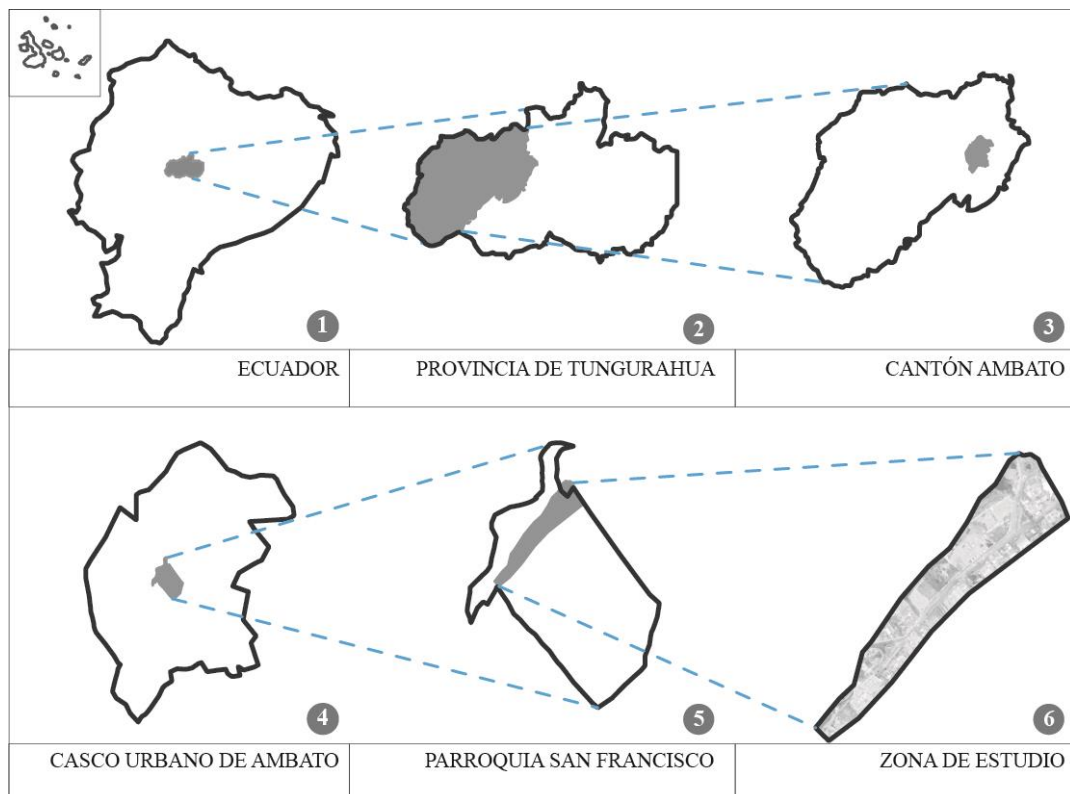 1
2
3
ECUADOR
PROVINCIA DE TUNGURAHUA
CANTÓN AMBATO
4
5
6
CASCO URBANO DE AMBATO
PARROQUIA SAN FRANCISCO
ZONA DE ESTUDIO